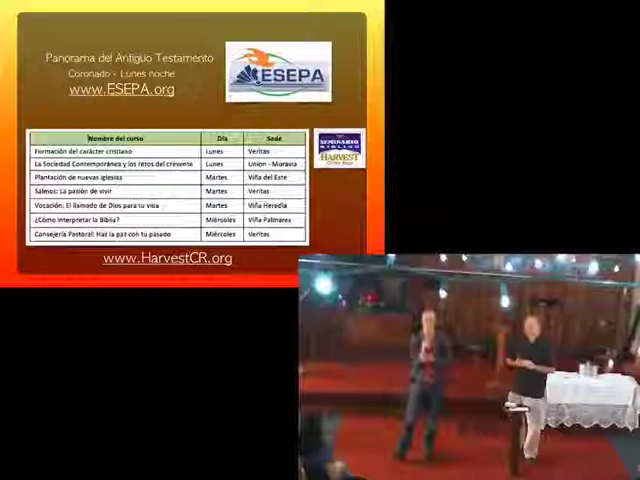 Panorama del Antiguo Testamento
Coronado - Lunes noche
www.ESEPA.org
ESEPA
Nombre del curso Día Sede
Formación del carácter cristiano Lunes Veritas
La Sociedad Contemporánea y los retos del creyente Lunes Union - Moravia
Plantación de nuevas iglesias Martes Viña del Este
Salmos: La pasión de vivir Martes Veritas
Vocación: El llamado de Dios para tu vida Martes Viña Heredia
¿Cómo interpretar la Biblia? Miércoles Viña Palmares
Consejería Pastoral: Haz la paz con tu pasado Miércoles Veritas
SEMINARIO
BIBLICO
HARVEST
www.HarvestCR.org